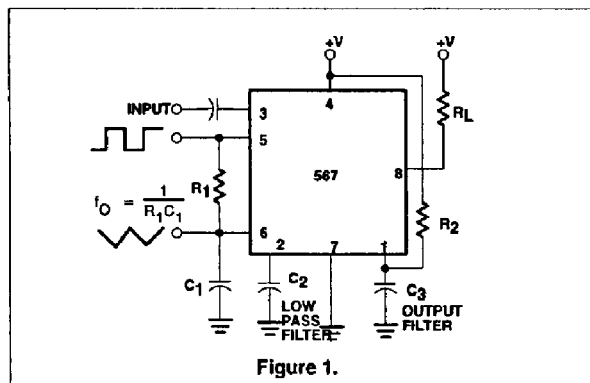 +V
+V
4
INPUT
3
RL
5
567
8
R1
fO = 1
R1C1
R2
6
2
7
1
C1
C2
C3
LOW
PASS
FILTER
OUTPUT
FILTER
Figure 1.